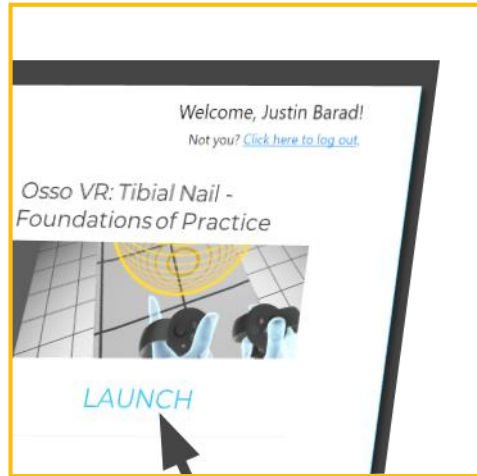 Welcome, Justin Barad!
Not you? Click here to log out.
Osso VR: Tibial Nail -
Foundations of Practice
LAUNCH